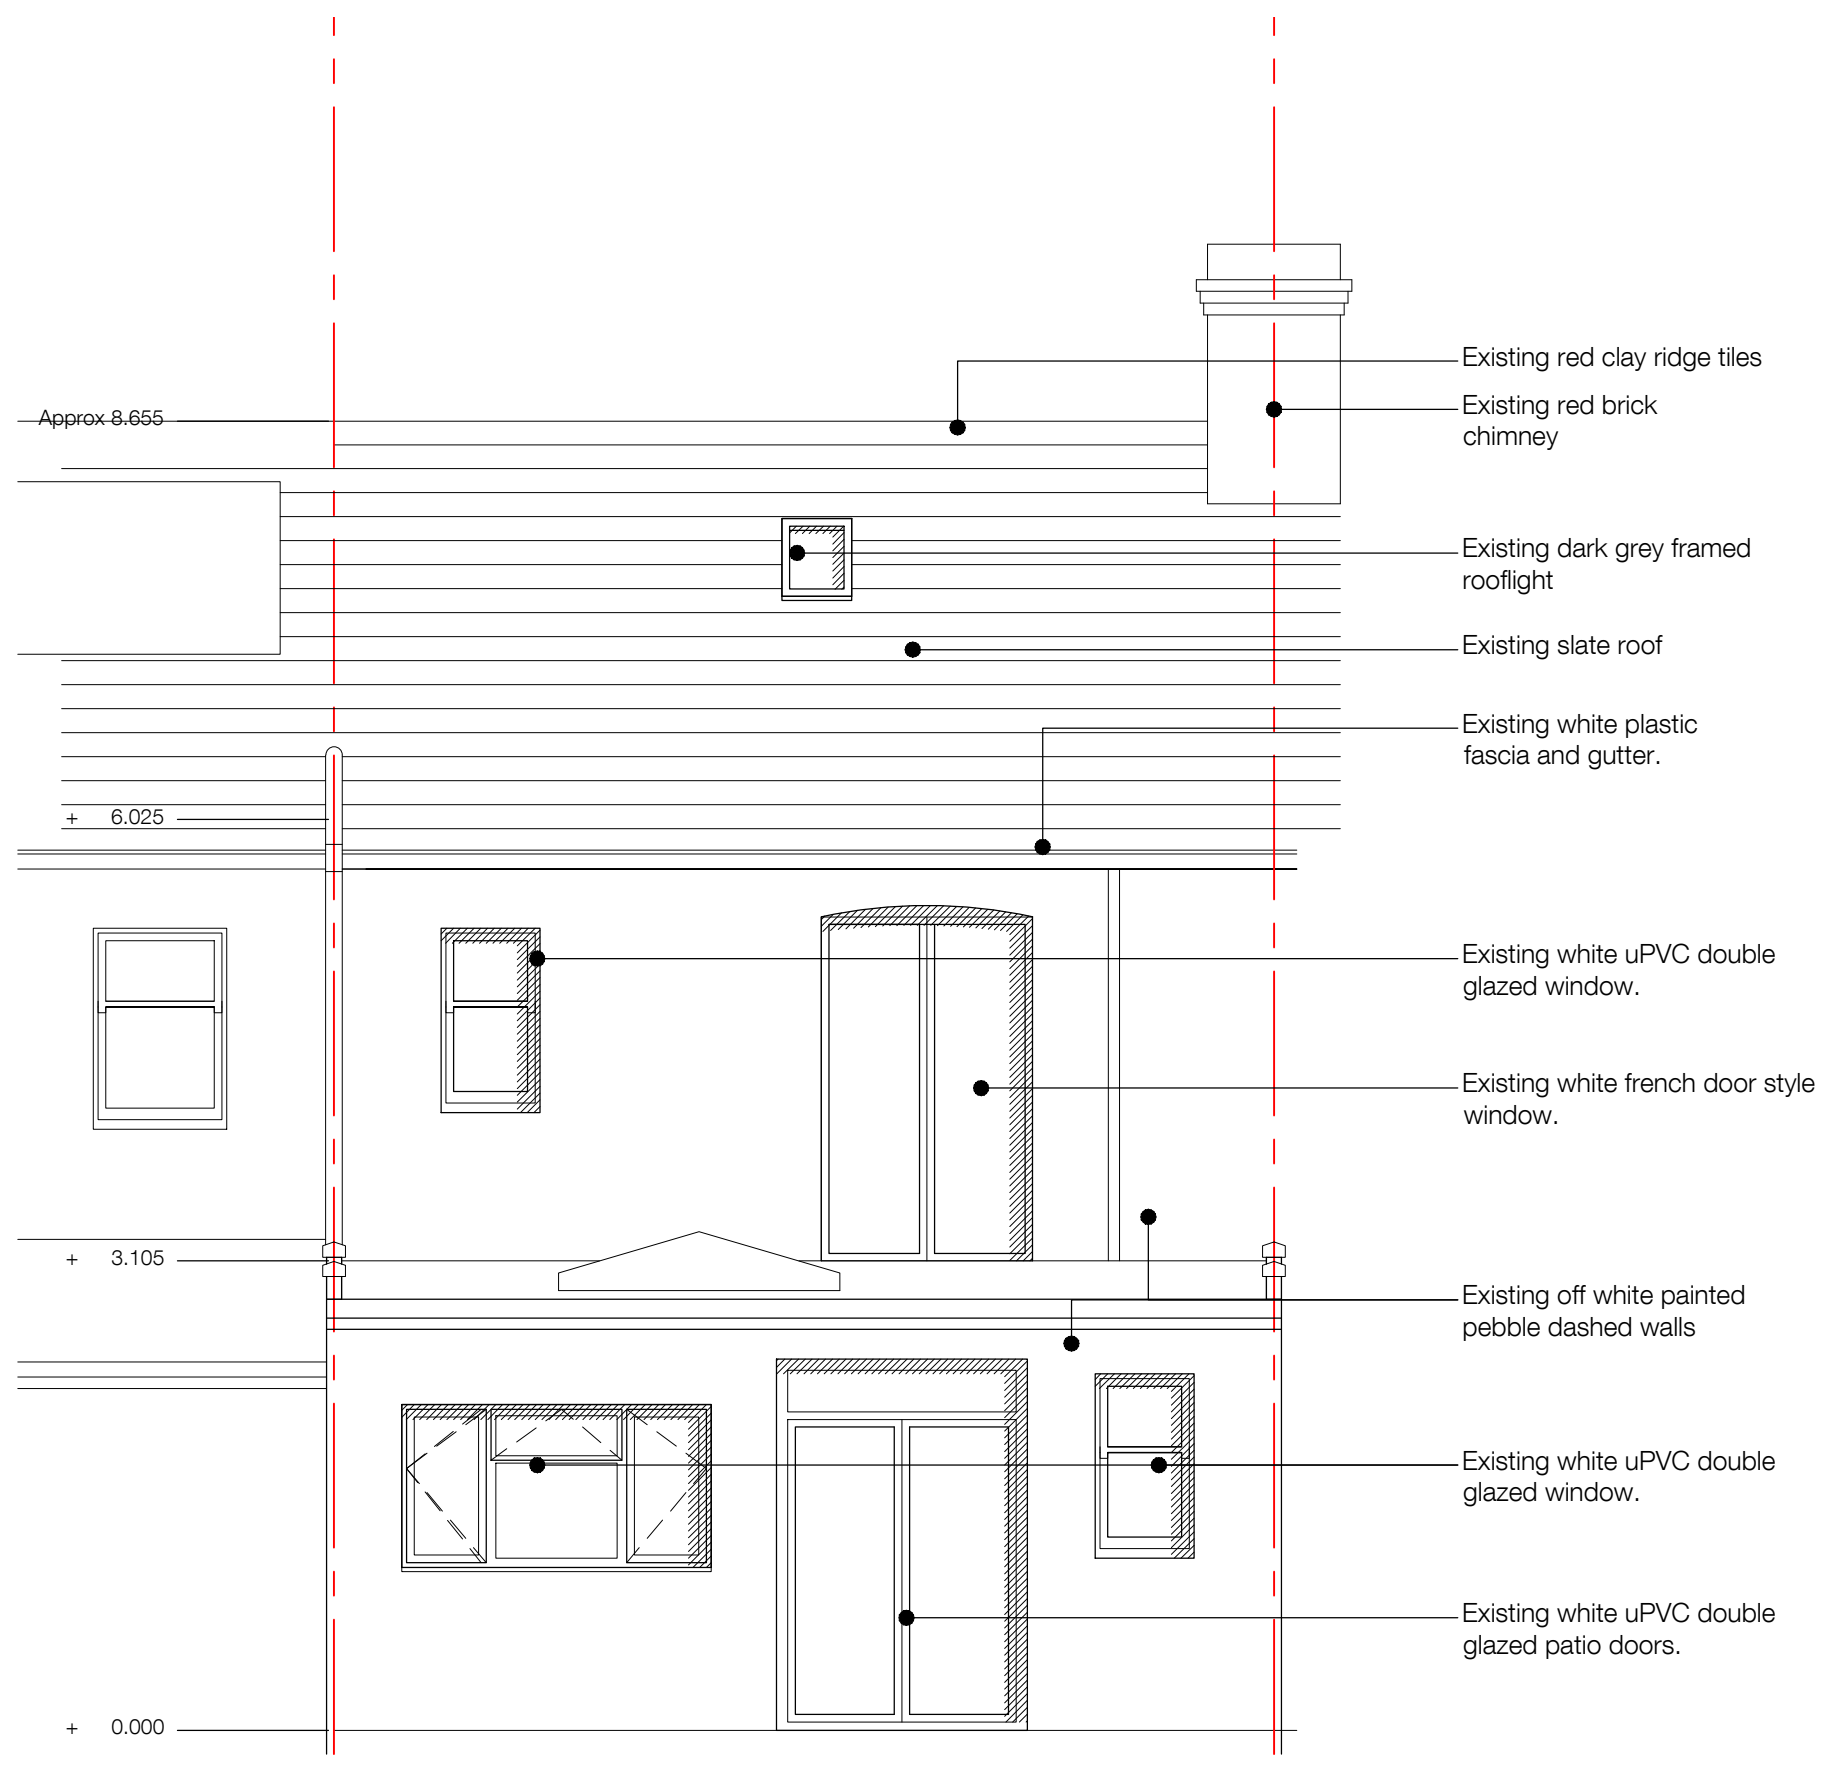 Existing red clay ridge tiles
Existing red brick
chimney
Approx 8.655
Existing dark grey framed
rooflight
Existing slate roof
Existing white plastic
fascia and gutter.
+ 6.025
Existing white uPVC double
glazed window.
Existing white french door style
window.
+ 3.105
Existing off white painted
pebble dashed walls
Existing white uPVC double
glazed window.
Existing white uPVC double
glazed patio doors.
+ 0.000